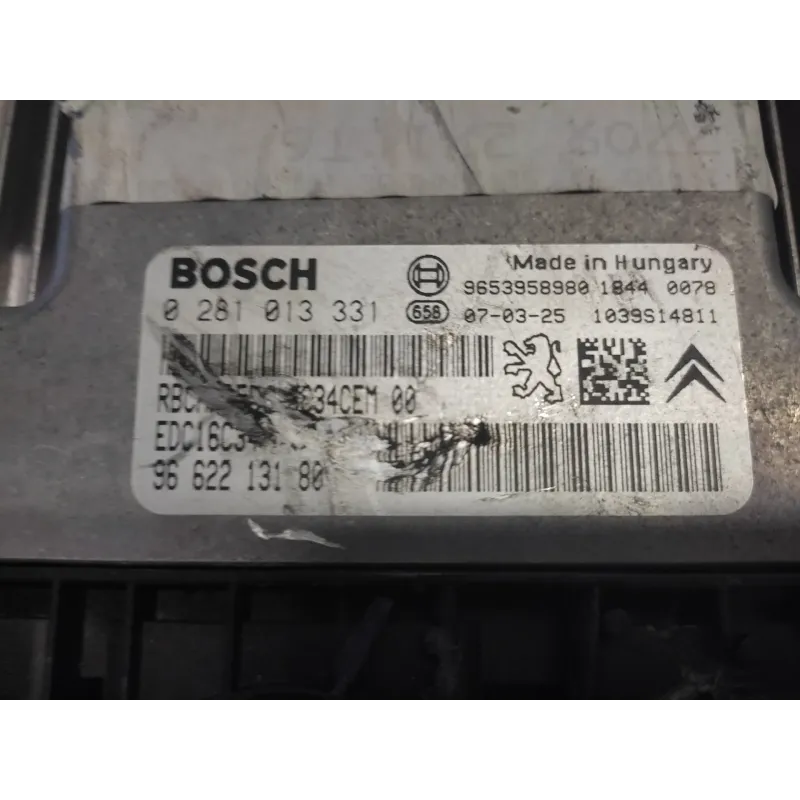 BOSCH
Made in Hungary
9653958980 1844 0078
0 281 013 331
658
07-03-25 1039S14811
00
96 622 131 80